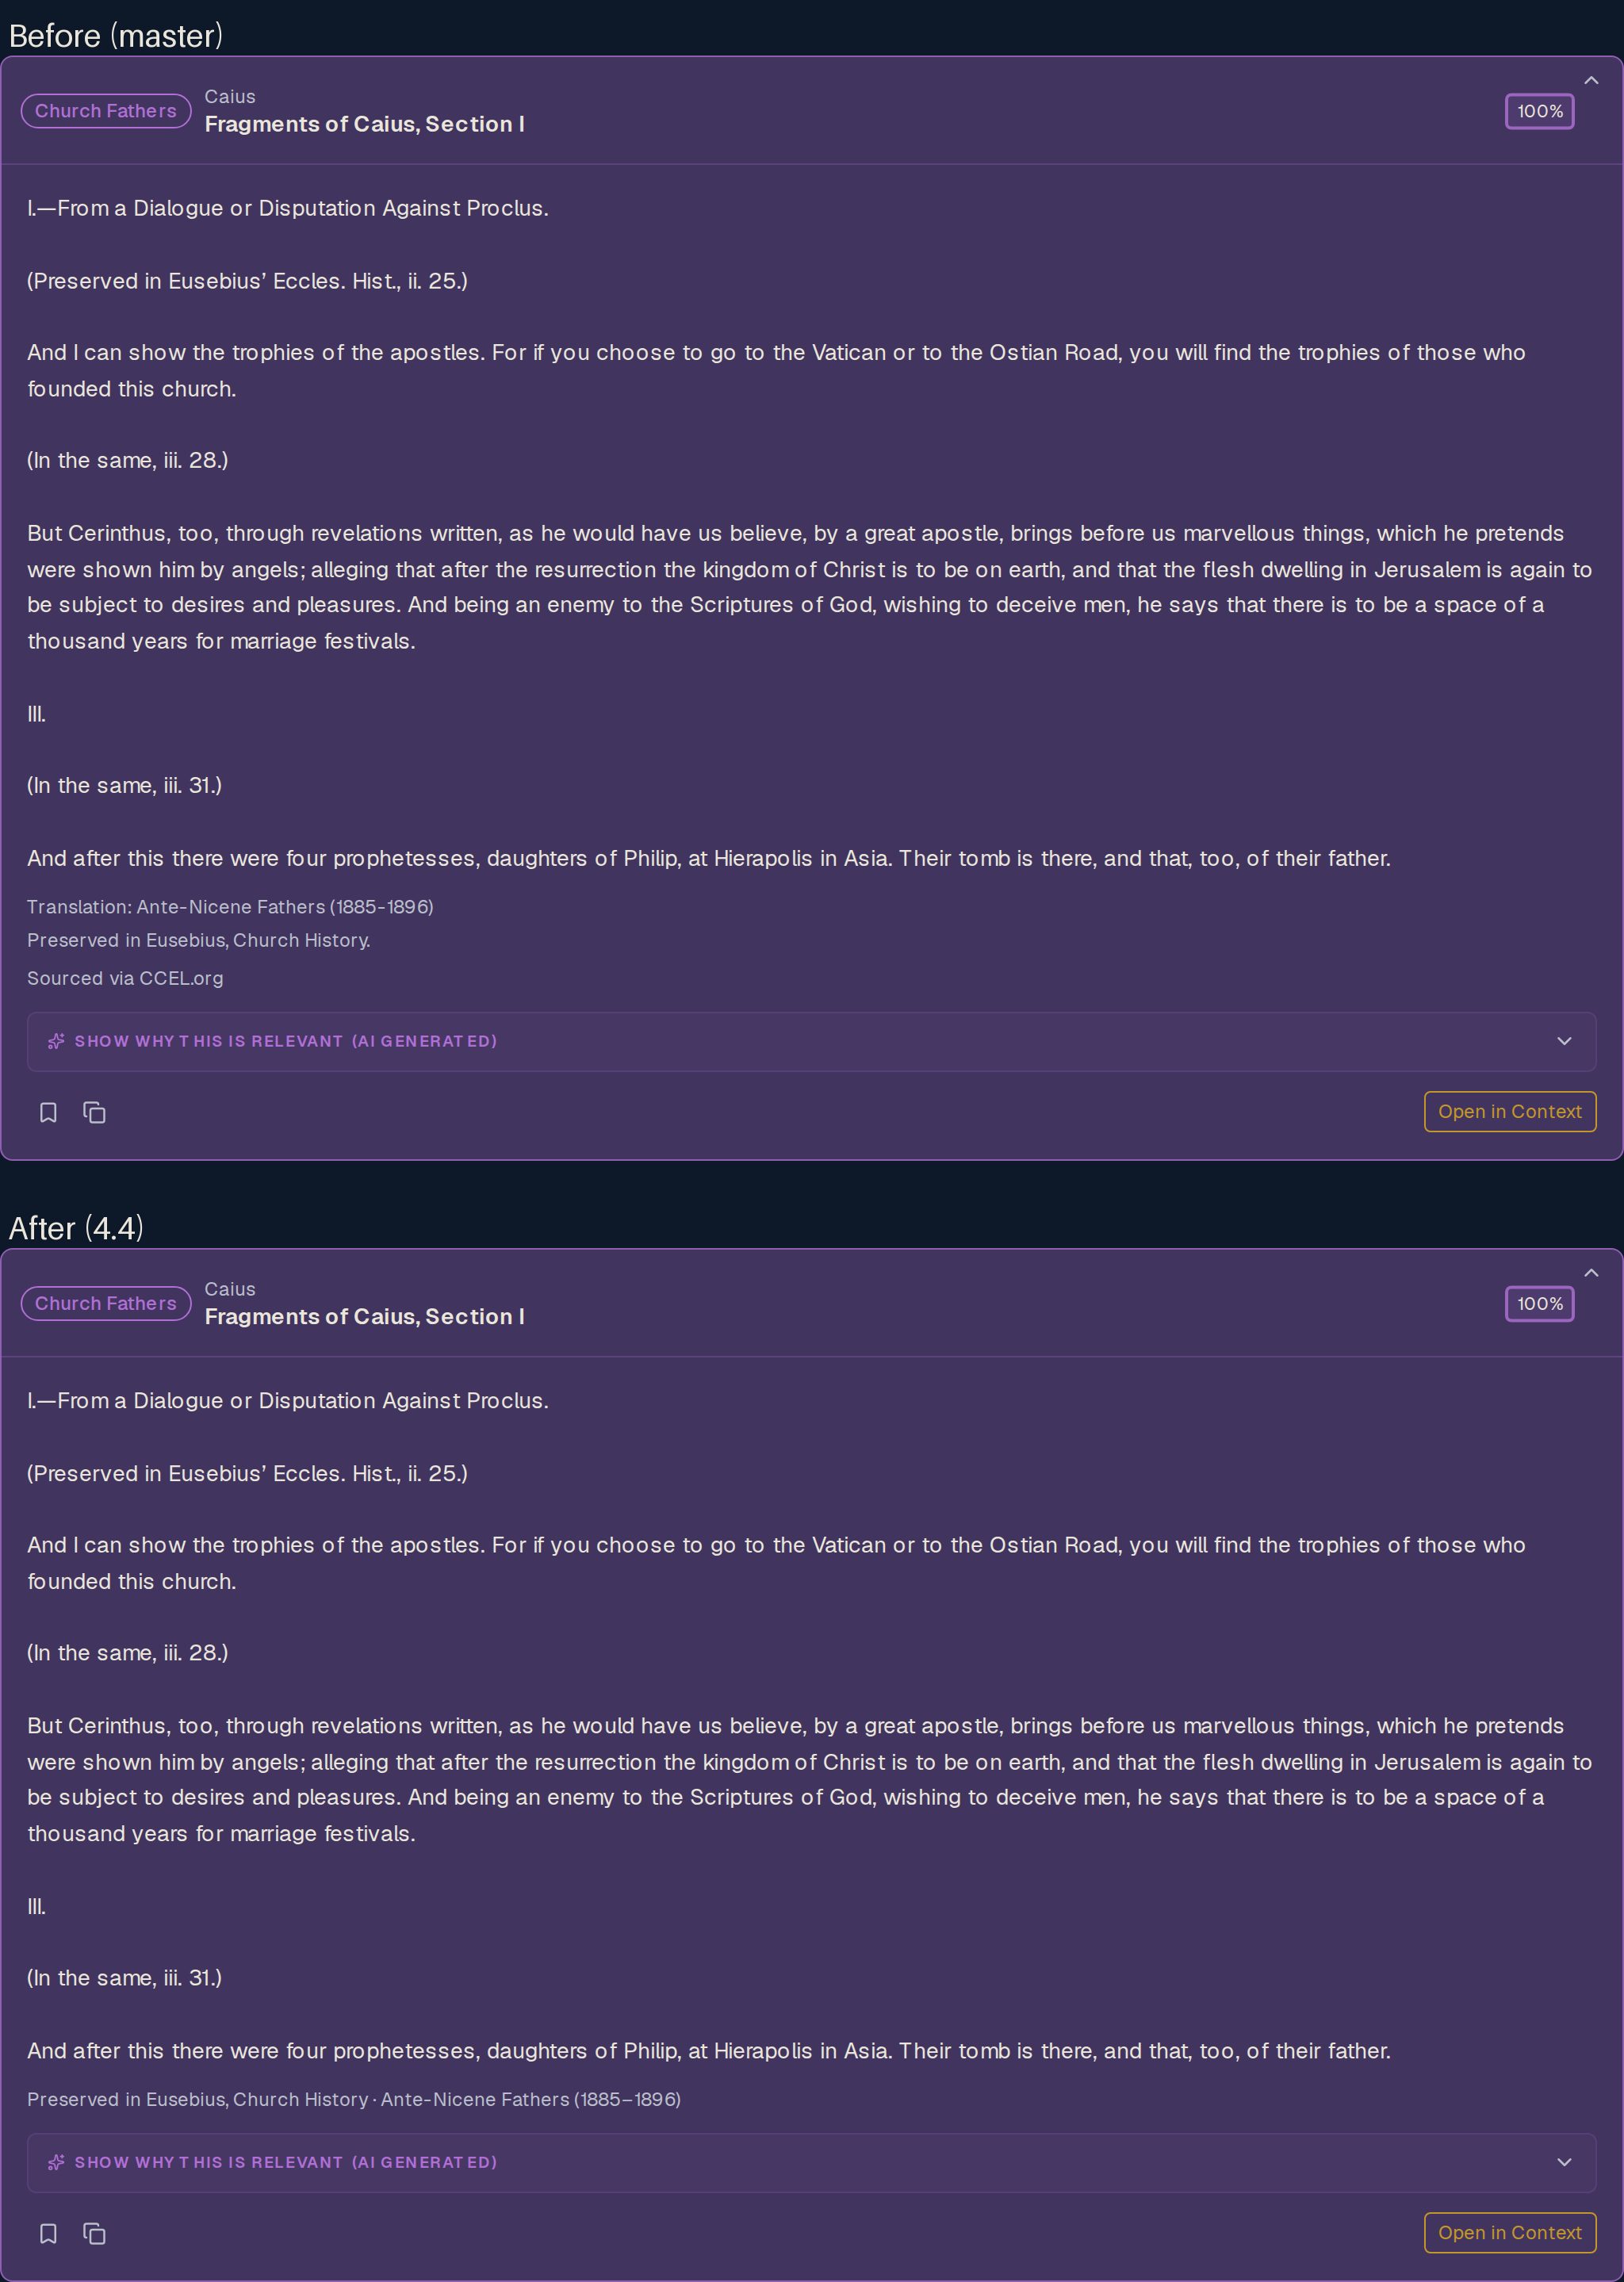 Before (master)
Church Fathers
Caius
Fragments of Caius, Section I
100%
I.—From a Dialogue or Disputation Against Proclus.
(Preserved in Eusebius’ Eccles. Hist., ii. 25.)
And I can show the trophies of the apostles. For if you choose to go to the Vatican or to the Ostian Road, you will find the trophies of those who
founded this church.
(In the same, iii. 28.)
But Cerinthus, too, through revelations written, as he would have us believe, by a great apostle, brings before us marvellous things, which he pretends
were shown him by angels; alleging that after the resurrection the kingdom of Christ is to be on earth, and that the flesh dwelling in Jerusalem is again to
be subject to desires and pleasures. And being an enemy to the Scriptures of God, wishing to deceive men, he says that there is to be a space of a
thousand years for marriage festivals.
III.
(In the same, iii. 31.)
And after this there were four prophetesses, daughters of Philip, at Hierapolis in Asia. Their tomb is there, and that, too, of their father.
Translation: Ante-Nicene Fathers (1885-1896)
Preserved in Eusebius, Church History.
Sourced via CCEL.org
SHOW WHY THIS IS RELEVANT (AI GENERATED)
Open in Context
After (4.4)
Church Fathers
Caius
Fragments of Caius, Section I
100%
I.—From a Dialogue or Disputation Against Proclus.
(Preserved in Eusebius’ Eccles. Hist., ii. 25.)
And I can show the trophies of the apostles. For if you choose to go to the Vatican or to the Ostian Road, you will find the trophies of those who
founded this church.
(In the same, iii. 28.)
But Cerinthus, too, through revelations written, as he would have us believe, by a great apostle, brings before us marvellous things, which he pretends
were shown him by angels; alleging that after the resurrection the kingdom of Christ is to be on earth, and that the flesh dwelling in Jerusalem is again to
be subject to desires and pleasures. And being an enemy to the Scriptures of God, wishing to deceive men, he says that there is to be a space of a
thousand years for marriage festivals.
III.
(In the same, iii. 31.)
And after this there were four prophetesses, daughters of Philip, at Hierapolis in Asia. Their tomb is there, and that, too, of their father.
Preserved in Eusebius, Church History · Ante-Nicene Fathers (1885–1896)
SHOW WHY THIS IS RELEVANT (AI GENERATED)
Open in Context